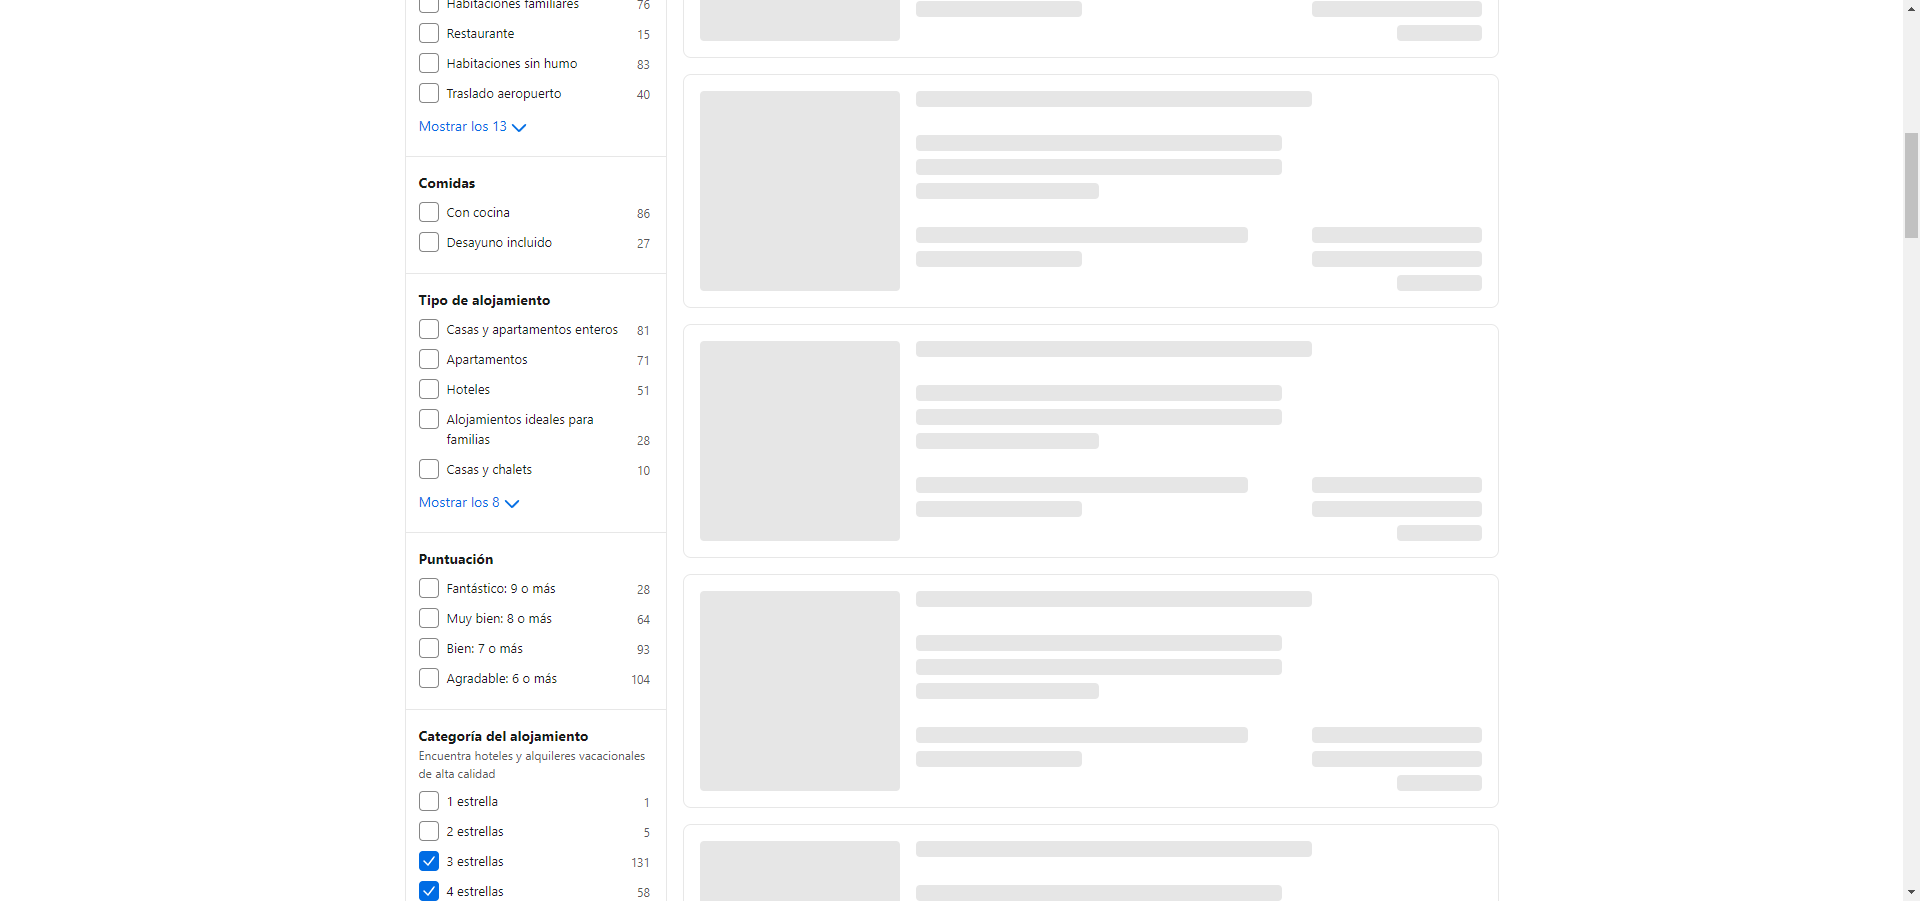 Habitaciones familiares 76
Restaurante 15
Habitaciones sin humo 83
Traslado aeropuerto 40
Mostrar los 13
Comidas
Con cocina 86
Desayuno incluido 27
Tipo de alojamiento
Casas y apartamentos enteros 81
Apartamentos 71
Hoteles 51
Alojamientos ideales para
familias 28
Casas y chalets 10
Mostrar los 8
Puntuación
Fantástico: 9 o más 28
Muy bien: 8 o más 64
Bien: 7 o más 93
Agradable: 6 o más 104
Categoría del alojamiento
Encuentra hoteles y alquileres vacacionales
de alta calidad
1 estrella 1
2 estrellas 5
3 estrellas 131
4 estrellas 58